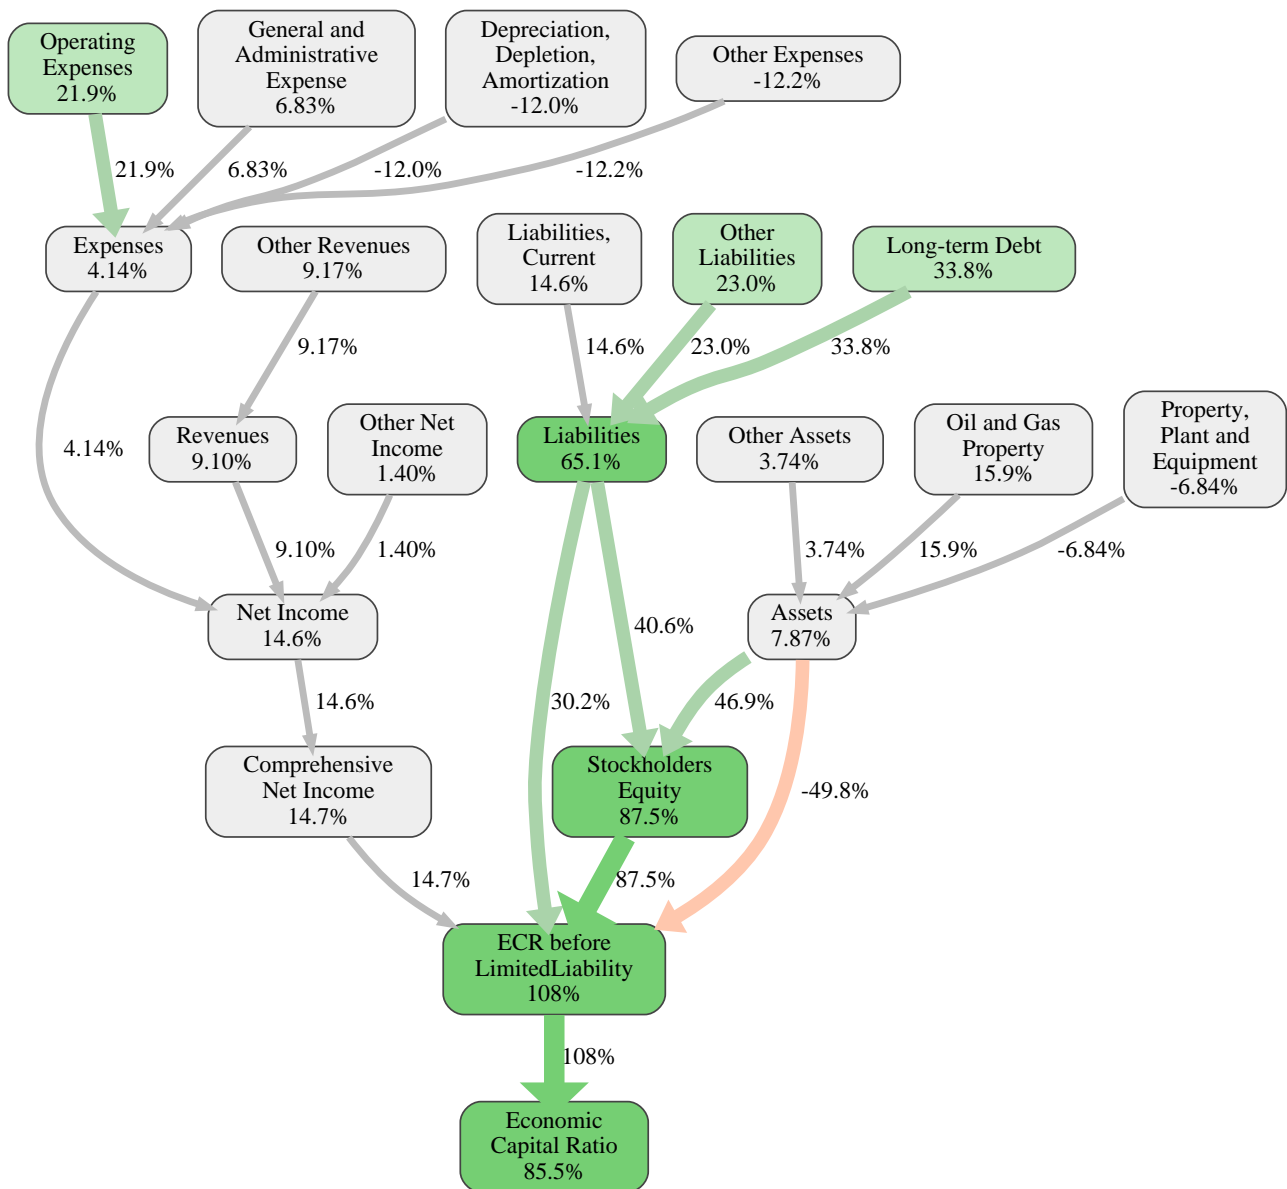 Operating
Expenses
21.9%
General and
Administrative
Expense
6.83%
Depreciation,
Depletion,
Amortization
-12.0%
Other Expenses
-12.2%
21.9%
6.83%
-12.0%
-12.2%
Expenses
4.14%
Other Revenues
9.17%
Liabilities,
Current
14.6%
Other
Liabilities
23.0%
Long-term Debt
33.8%
9.17%
14.6%
23.0%
33.8%
4.14%
Revenues
9.10%
Other Net
Income
1.40%
Liabilities
65.1%
Other Assets
3.74%
Oil and Gas
Property
15.9%
Property,
Plant and
Equipment
-6.84%
9.10%
1.40%
3.74%
15.9%
-6.84%
Net Income
14.6%
40.6%
Assets
7.87%
14.6%
30.2%
46.9%
Comprehensive
Net Income
14.7%
Stockholders
Equity
87.5%
-49.8%
14.7%
87.5%
ECR before
LimitedLiability
108%
108%
Economic
Capital Ratio
85.5%